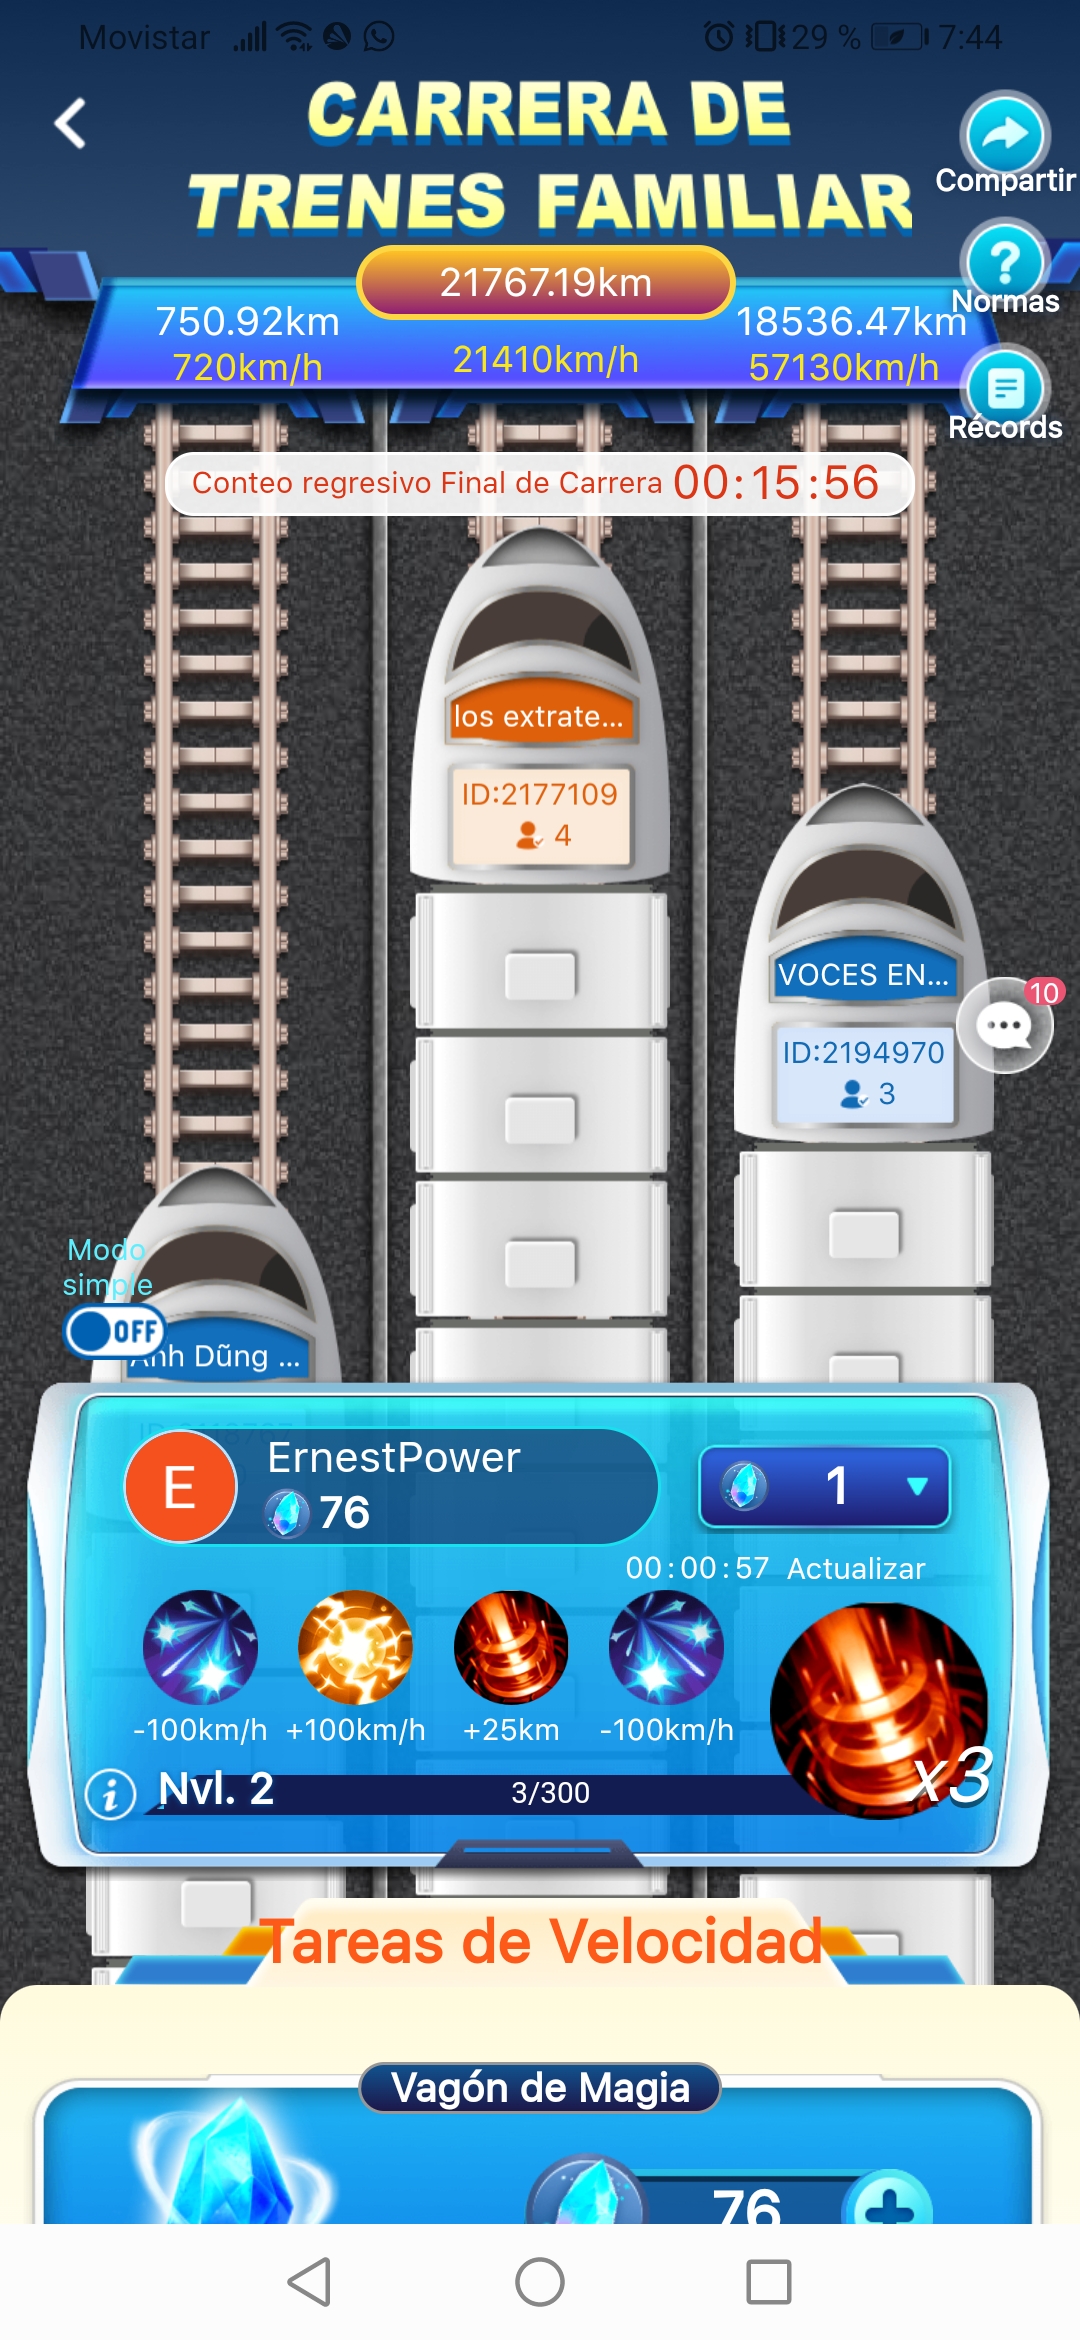 Movistar 29 % 7:44
CARRERA DE
TRENES FAMILIAR
Compartir
21767.19km
750.92km
18536.47km
Normas
720km/h
21410km/h
57130km/h
Récords
Conteo regresivo Final de Carrera 00:15:56
los extrate...
ID:2177109
4
VOCES EN...
10
ID:2194970
3
Modo
simple
OFF
Anh Dũng ...
ErnestPower
E
76
1
00:00:57 Actualizar
-100km/h +100km/h +25km -100km/h
x3
Nvl. 2
3/300
Tareas de Velocidad
Vagón de Magia
76